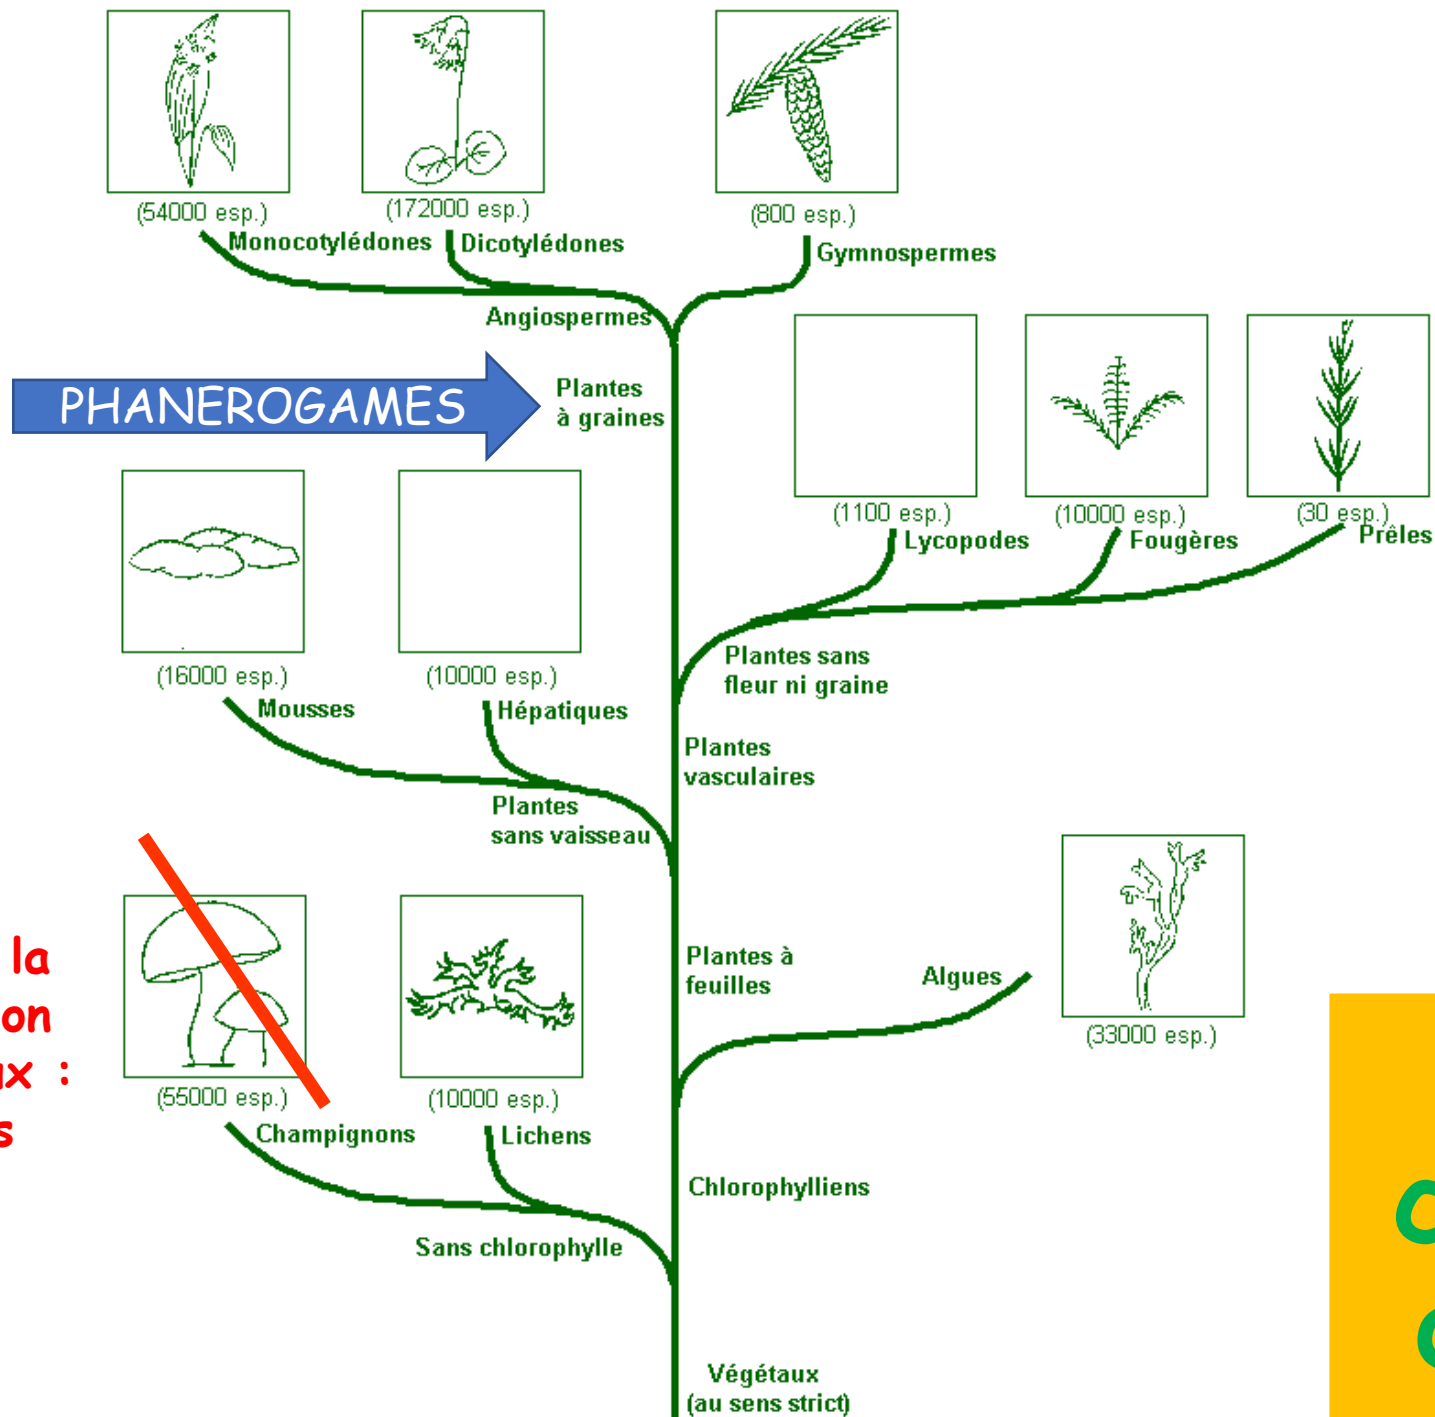 (54000 esp.)
(172000 esp.)
(800 esp.)
Monocotylédones
Dicotylédones
Gymnospermes
Angiospermes
PHANEROGAMES
Plantes
à graines
(1100 esp.)
(10000 esp.)
(30 esp.)
Lycopodes
Fougères
Prêles
Plantes sans
fleur ni graine
(16000 esp.)
(10000 esp.)
Mousses
Hépatiques
Plantes
vasculaires
Plantes
sans vaisseau
Plantes à
feuilles
Algues
(33000 esp.)
la
on
x :
s
(55000 esp.)
(10000 esp.)
Champignons
Lichens
Chlorophylliens
Sans chlorophylle
Végétaux
(au sens strict)